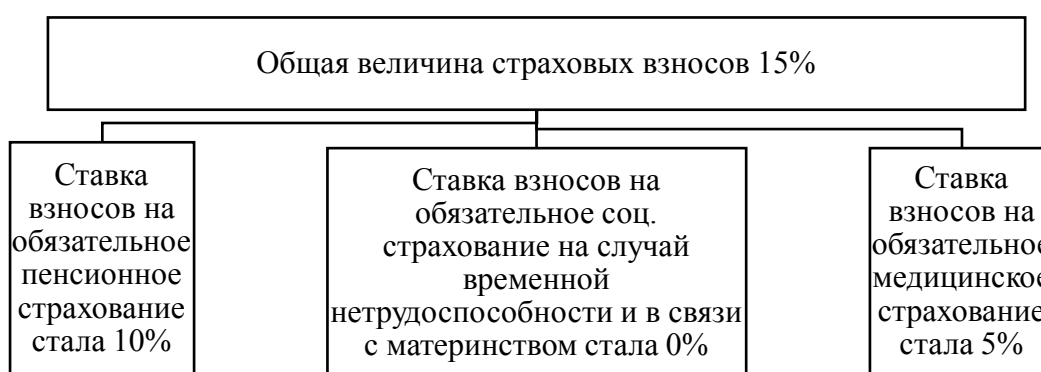 Общая величина страховых взносов 15%
Ставка
взносов на
обязательное
пенсионное
страхование
стала 10%
Ставка взносов на
обязательное соц.
страхование на случай
временной
нетрудоспособности и в связи
с материнством стала 0%
Ставка
взносов на
обязательное
медицинское
страхование
стала 5%